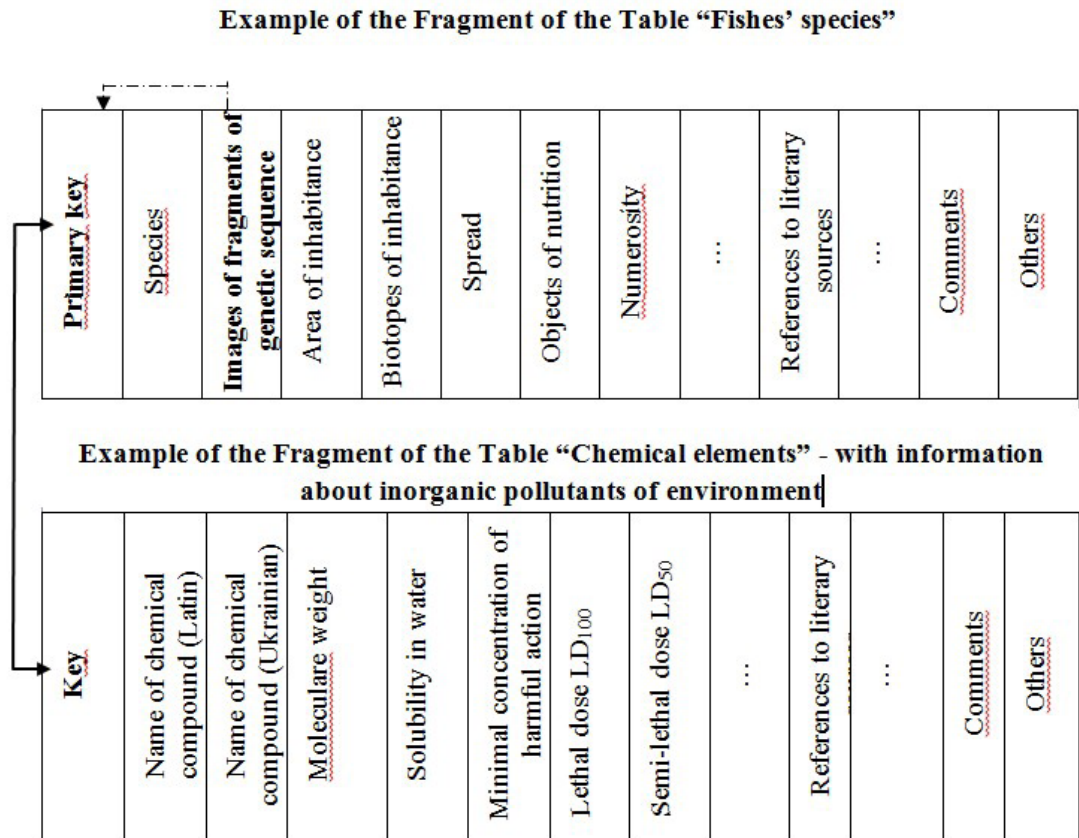 Example of the Fragment of the Table “Fishes’ species”
Primary key
Species
Images of fragments of
genetic sequence
Area of inhabitance
Biotopes of inhabitance
Spread
Objects of nutrition
Numerosity
...
References to literary
sources
...
Comments
Others
Example of the Fragment of the Table “Chemical elements” - with information
about inorganic pollutants of environment
Key
Name of chemical
compound (Latin)
Name of chemical
compound (Ukrainian)
Moleculare weight
Solubility in water
Minimal concentration of
harmful action
Lethal dose LD100
Semi-lethal dose LD50
...
References to literary
...
Comments
Others